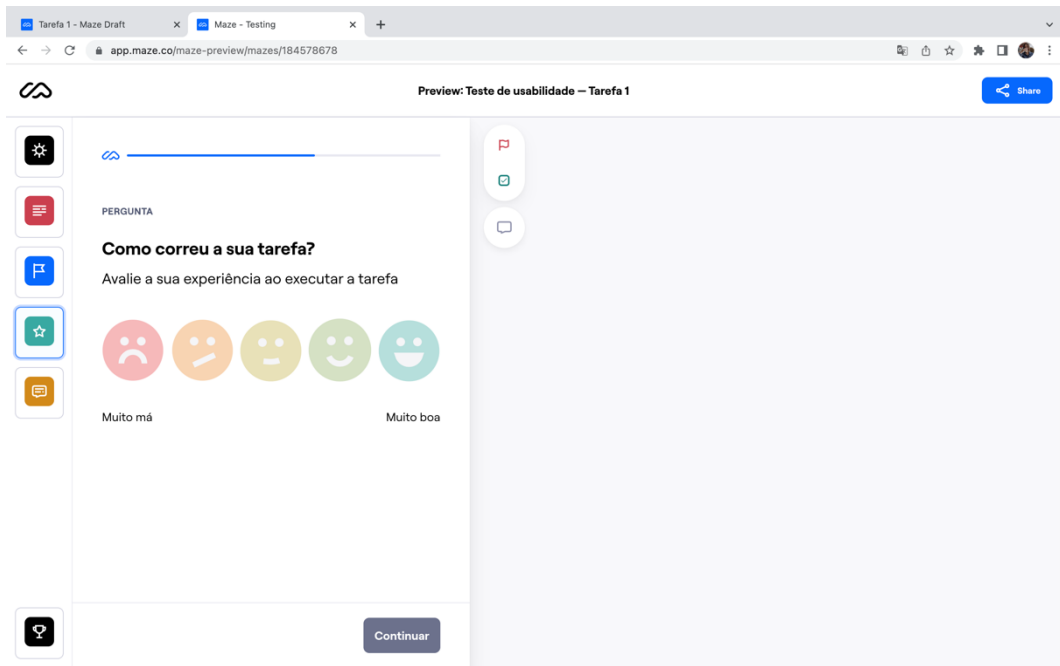 Tarefa 1 - Maze Draft
Maze - Testing
app.maze.co/maze-preview/mazes/184578678
Preview: Teste de usabilidade — Tarefa 1
Share
PERGUNTA
Como correu a sua tarefa?
Avalie a sua experiência ao executar a tarefa
Muito má
Muito boa
Continuar